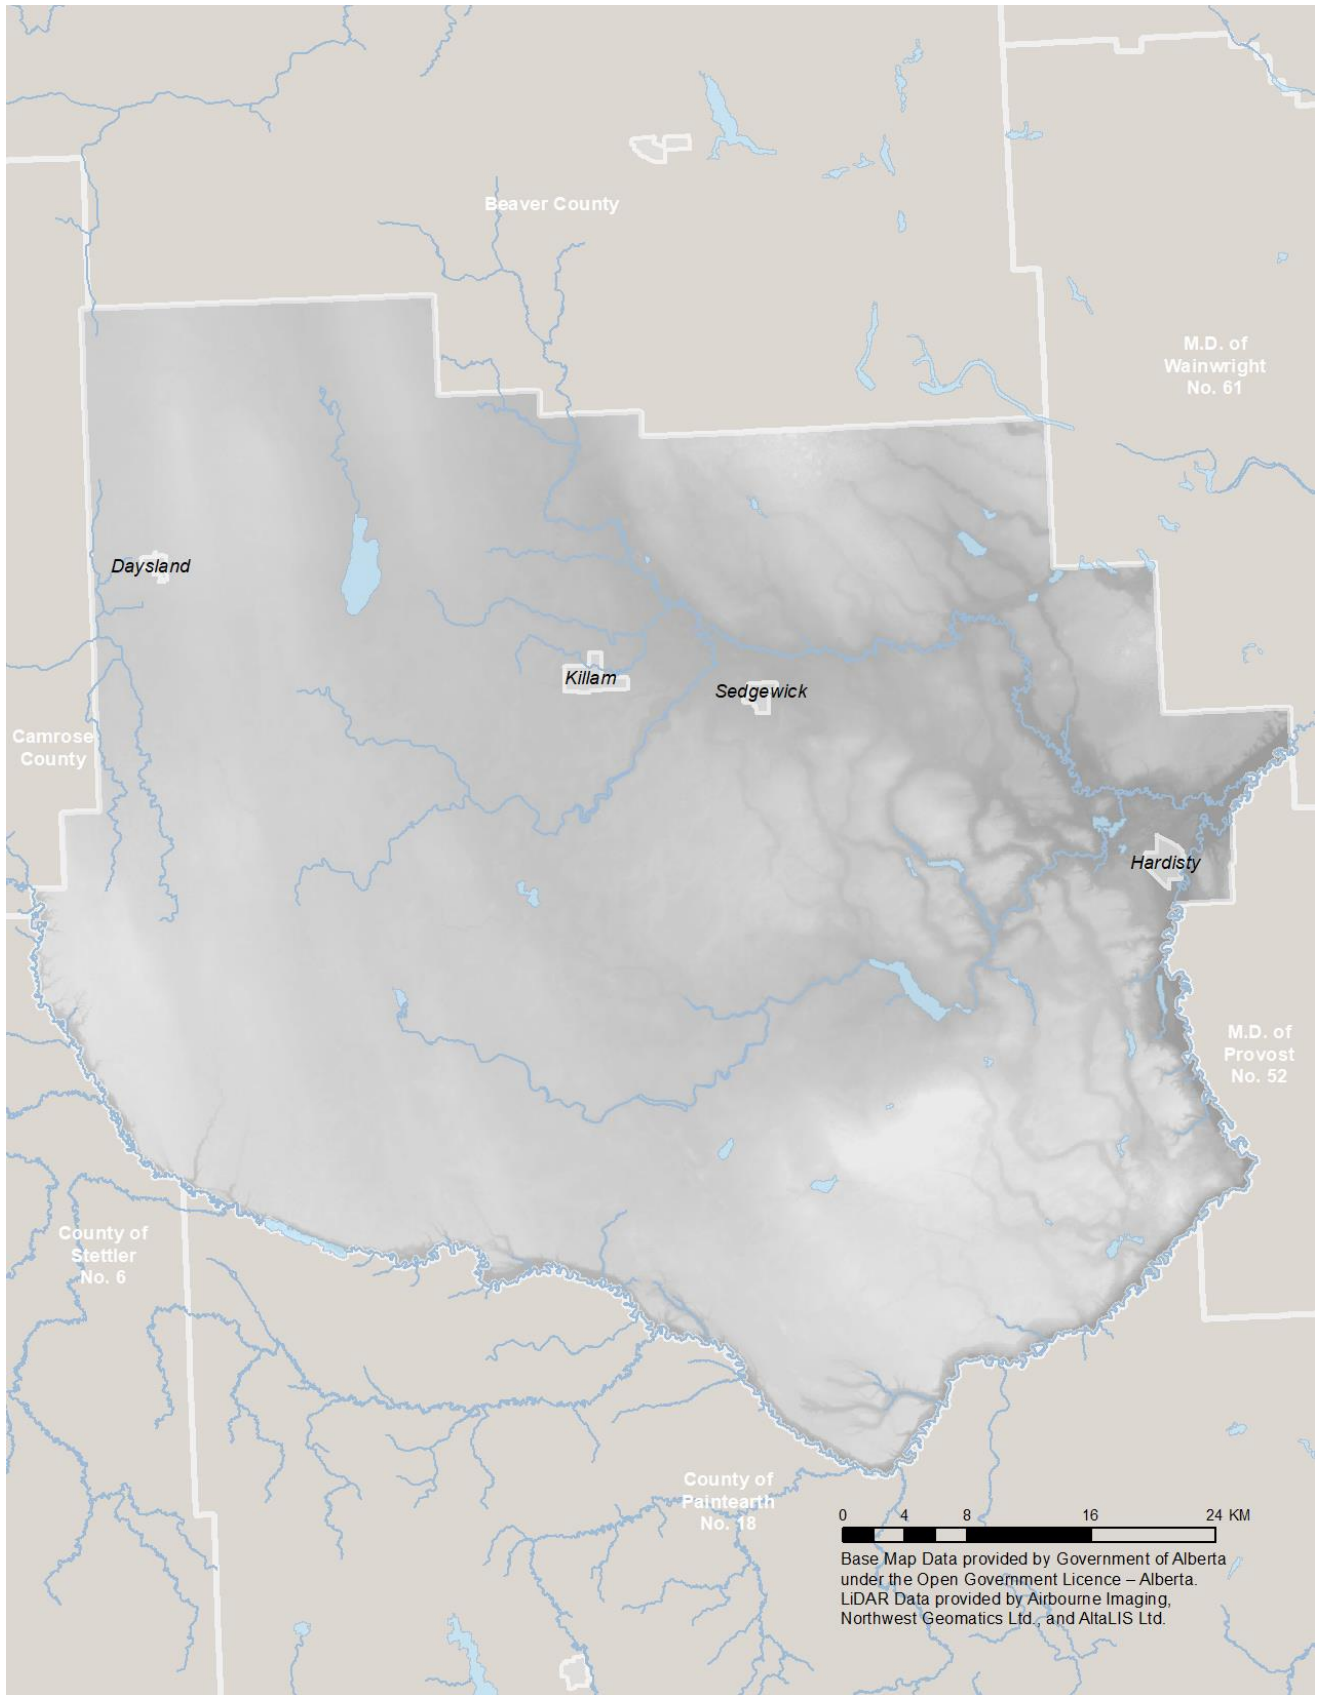 Beaver County
M.D. of
Wainwright
No. 61
Daysland
Killam
Sedgewick
Camrose
County
Hardisty
M.D. of
Provost
No. 52
County of
Stettler
No. 6
County of
Paintearth
No. 18
0 4 8 16 24 KM
Base Map Data provided by Government of Alberta
under the Open Government Licence – Alberta.
LiDAR Data provided by Airbourne Imaging,
Northwest Geomatics Ltd., and AltaLIS Ltd.